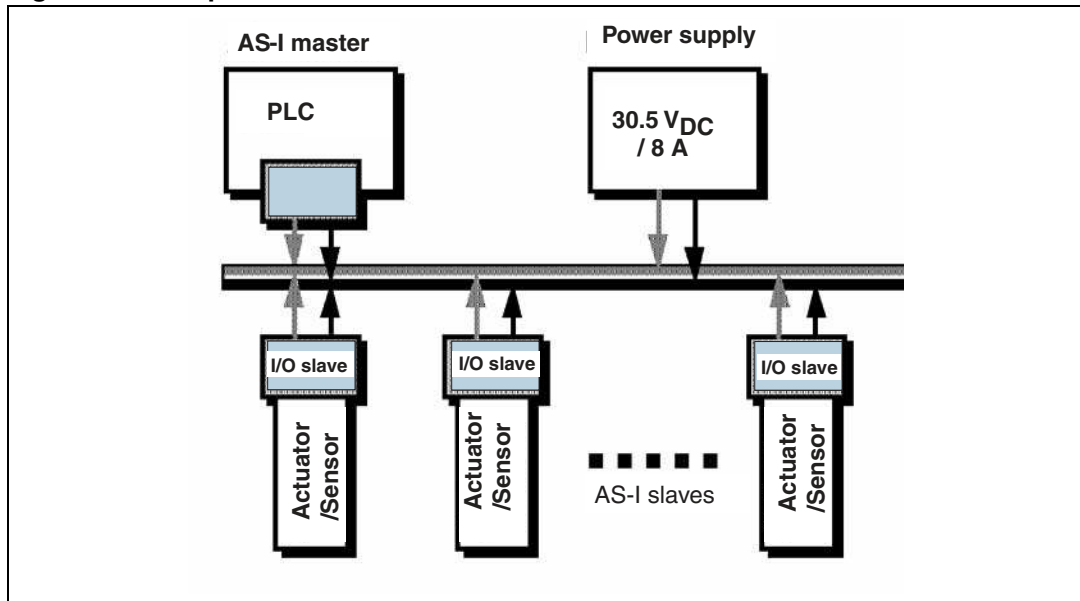 AS-I master
Power supply
PLC
30.5 VDC
/ 8 A
I/O slave
I/O slave
I/O slave
Actuator
/Sensor
Actuator
/Sensor
AS-I slaves
Actuator
/Sensor